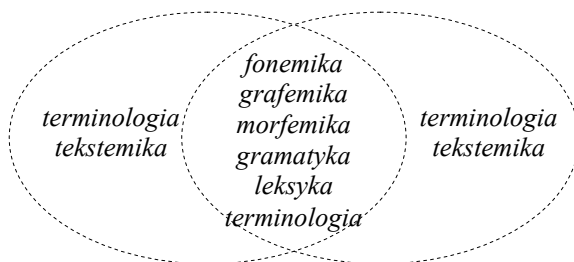 terminologia
tekstemika
fonemika
grafemika
morfemika
gramatyka
leksyka
terminologia
terminologia
tekstemika